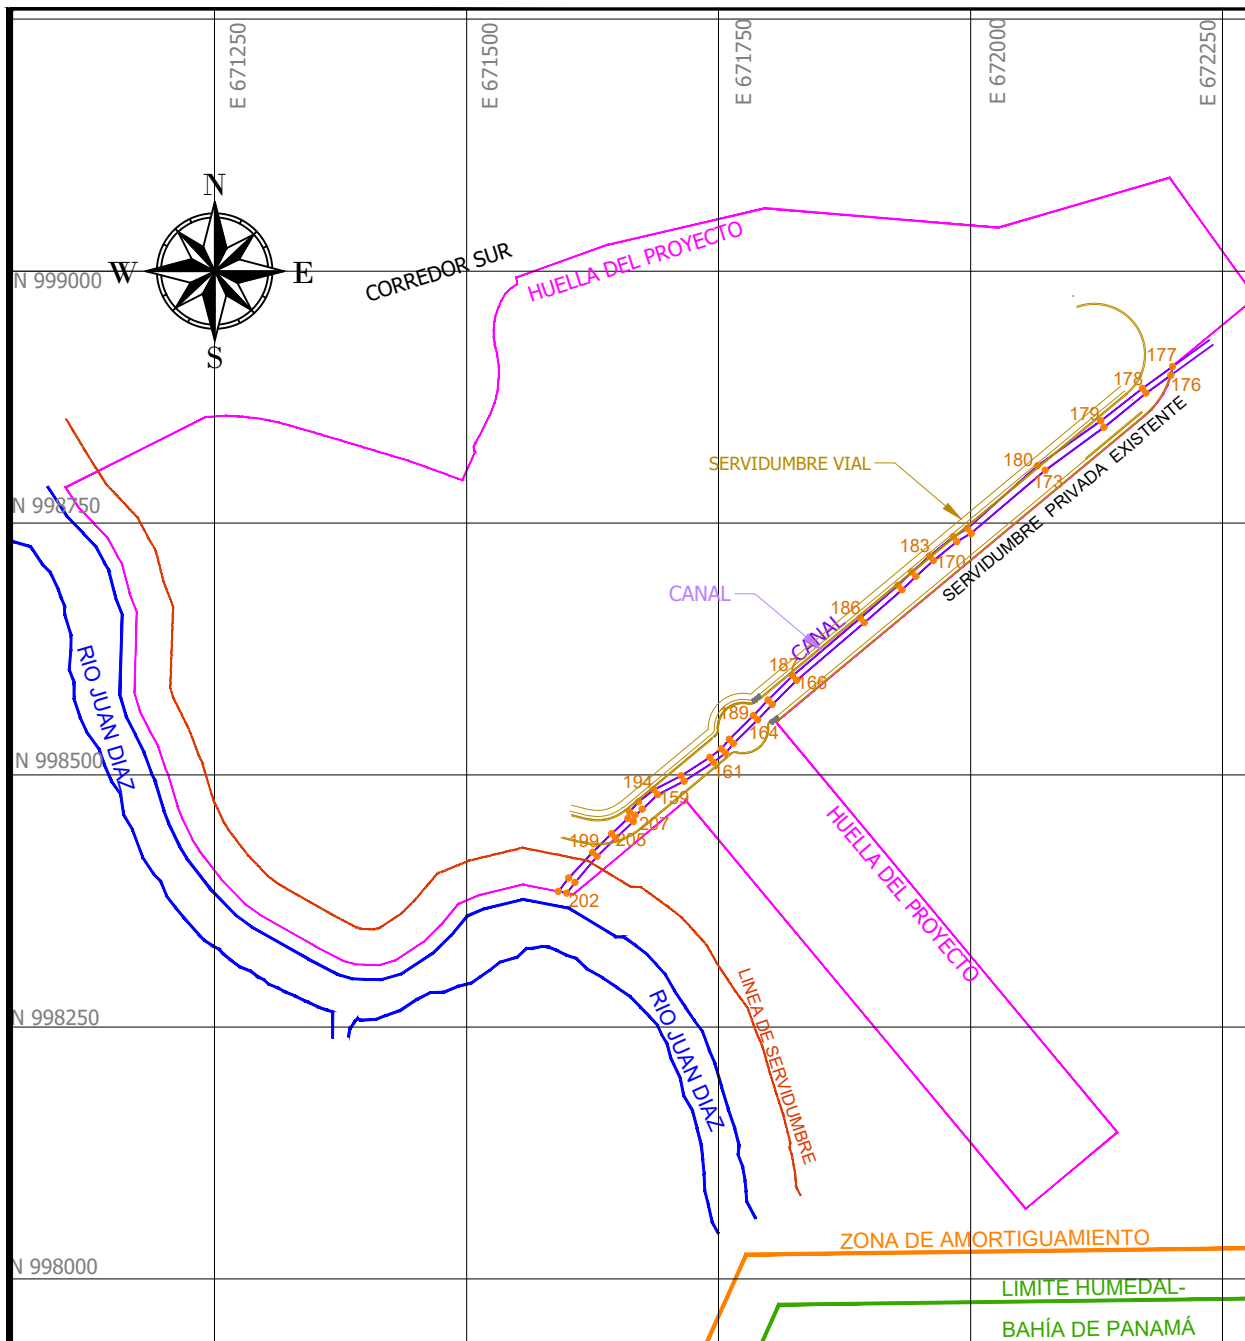 E 671250
E 671500
E 671750
E 672000
E 672250
N
W
E
S
CORREDOR SUR
HUELLA DEL PROYECTO
N 999000
177
178
176
179
180
173
SERVIDUMBRE VIAL
SERVIDUMBRE PRIVADA EXISTENTE
N 998750
183
170
CANAL
186
CANAL
187
166
189
164
RIO JUAN DIAZ
N 998500
161
194
159
207
205
199
202
HUELLA DEL PROYECTO
LINEA DE SERVIDUMBRE
RIO JUAN DIAZ
N 998250
ZONA DE AMORTIGUAMIENTO
N 998000
LIMITE HUMEDAL-
BAHÍA DE PANAMÁ